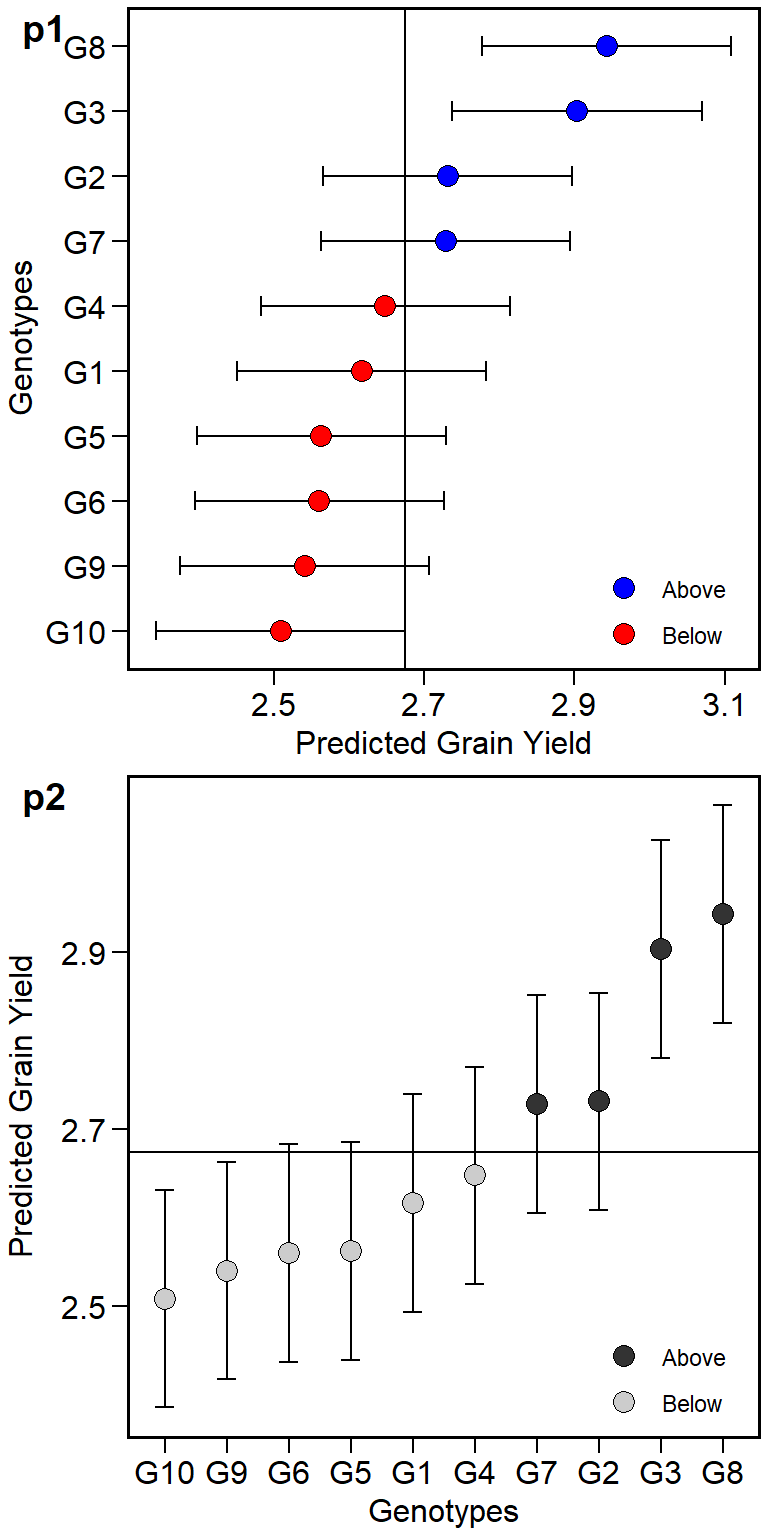 p1
G8
G3
G2
G7
G4
G1
G5
G6
G9
G10
Genotypes
Above
Below
2.5 2.7 2.9 3.1
Predicted Grain Yield
p2
2.9
2.7
2.5
Predicted Grain Yield
Above
Below
G10 G9 G6 G5 G1 G4 G7 G2 G3 G8
Genotypes